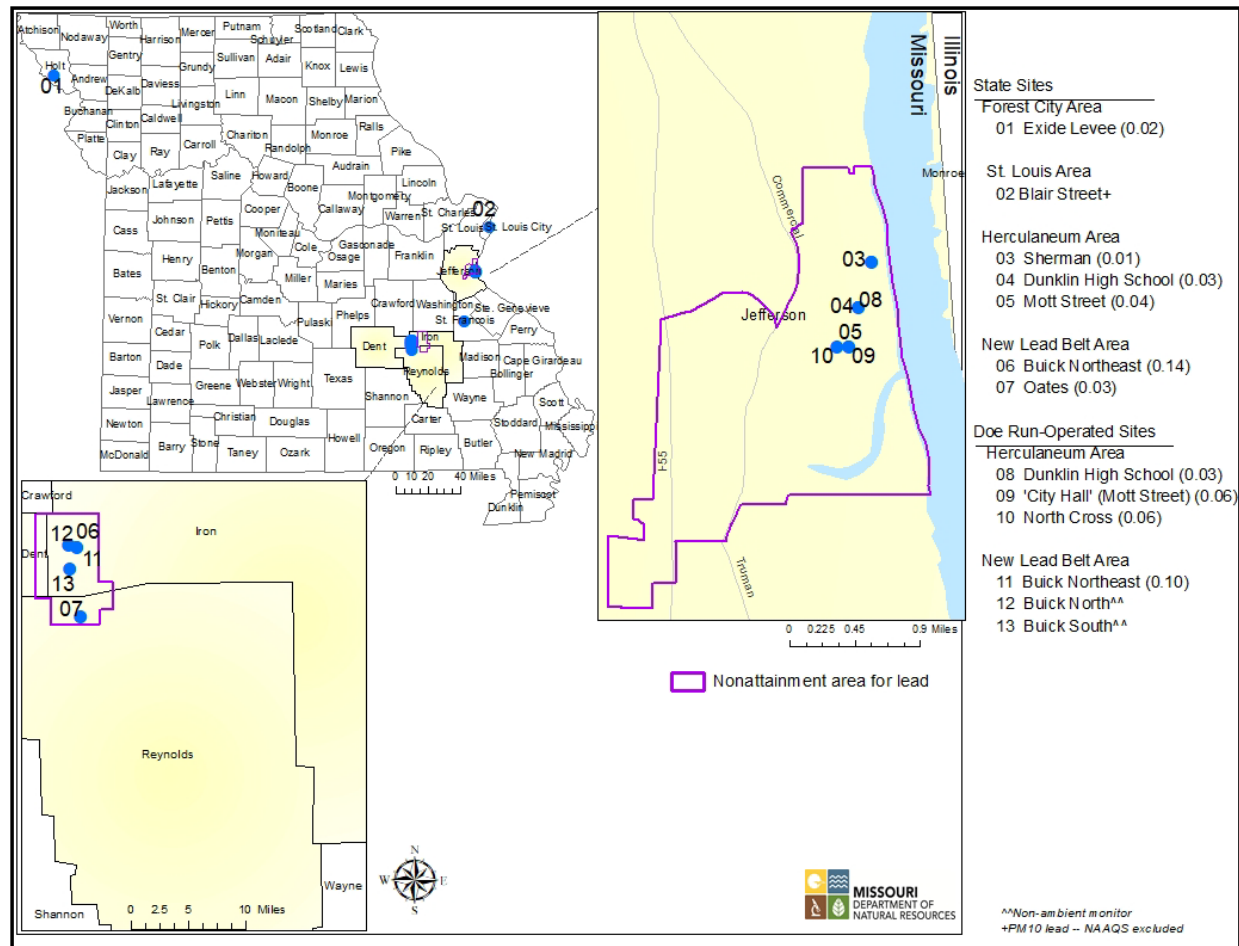 Atchison
Nodaway
Worth
Harrison
Mercer
Putnam
Schuyler
Scotland
Clark
Gentry
Grundy
Sullivan
Adair
Knox
Lewis
Holt
01
Andrew
DeKalb
Daviess
Livingston
Linn
Macon
Shelby
Marion
Buchanan
Clinton
Caldwell
Chariton
Randolph
Monroe
Ralls
Platte
Clay
Ray
Carroll
Pike
Audrain
Jackson
Lafayette
Saline
Howard
Boone
Callaway
Montgomery
Lincoln
Warren
St. Charles
02
St. Louis
St. Louis City
Cass
Johnson
Pettis
Cooper
Moniteau
Cole
Osage
Gasconade
Franklin
Jefferson
Bates
Henry
Benton
Morgan
Miller
Maries
Crawford
Washington
Ste. Genevieve
St. Francois
Perry
Vernon
St. Clair
Hickory
Camden
Pulaski
Phelps
Dent
Iron
Madison
Cape Girardeau
Bollinger
Barton
Cedar
Polk
Dallas
Laclede
Texas
Reynolds
Dade
Greene
Webster
Wright
Shannon
Wayne
Scott
Jasper
Lawrence
Christian
Douglas
Carter
Stoddard
Mississippi
Newton
Barry
Stone
Taney
Ozark
Howell
Oregon
Ripley
Butler
New Madrid
McDonald
Pemiscot
Dunklin
0 10 20 40 Miles
Crawford
Iron
Dent
12
06
11
13
07
Reynolds
Wayne
Shannon
0 2.5 5 10 Miles
N
W E
S
Illinois
Missouri
Monroe
Commercial
03
04
08
Jefferson
05
10
09
I-55
Truman
0 0.225 0.45 0.9 Miles
Nonattainment area for lead
MISSOURI
DEPARTMENT OF
NATURAL RESOURCES
State Sites
Forest City Area
01 Exide Levee (0.02)
St. Louis Area
02 Blair Street+
Herculaneum Area
03 Sherman (0.01)
04 Dunklin High School (0.03)
05 Mott Street (0.04)
New Lead Belt Area
06 Buick Northeast (0.14)
07 Oates (0.03)
Doe Run-Operated Sites
Herculaneum Area
08 Dunklin High School (0.03)
09 'City Hall' (Mott Street) (0.06)
10 North Cross (0.06)
New Lead Belt Area
11 Buick Northeast (0.10)
12 Buick North^^
13 Buick South^^
^^Non-ambient monitor
+PM10 lead -- NAAQS excluded